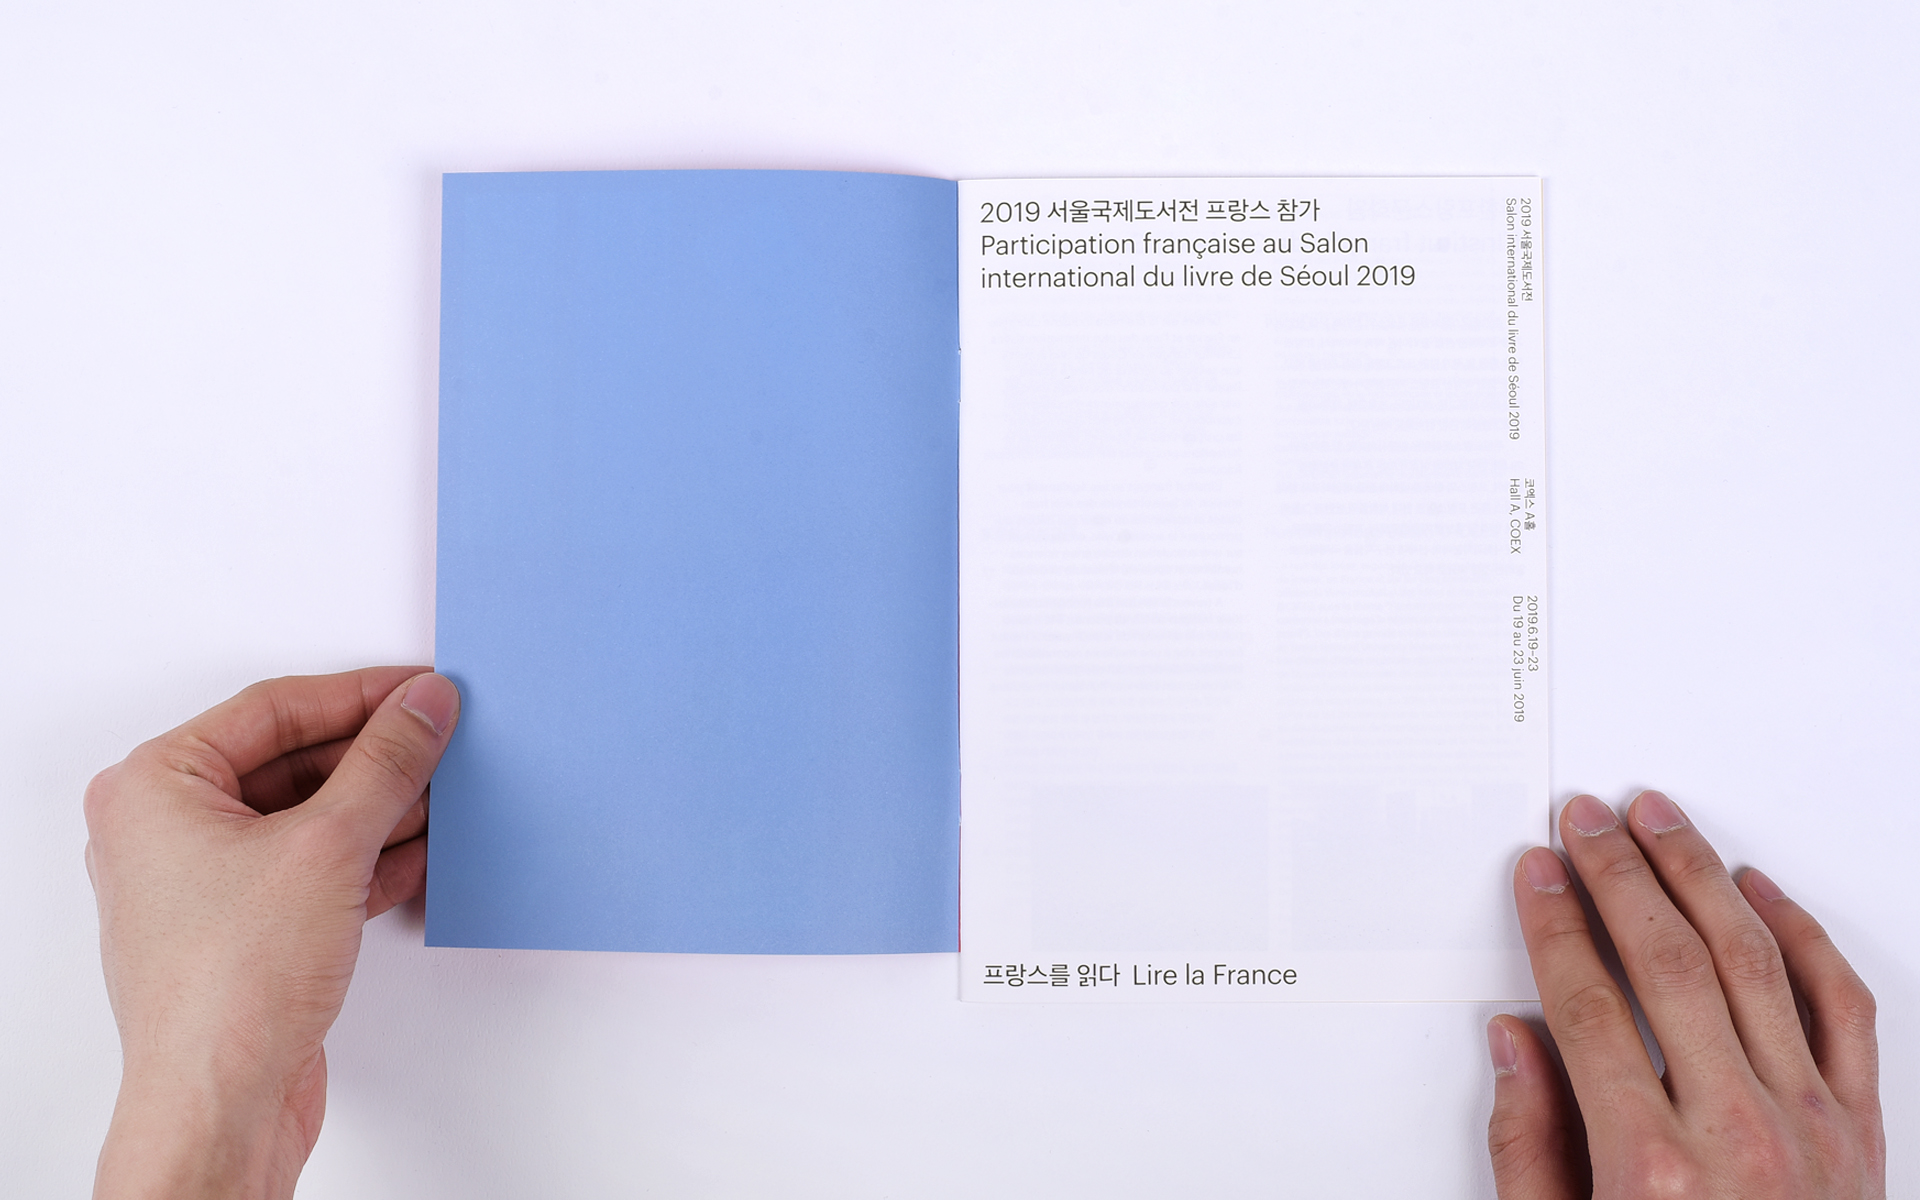 2019 서울국제도서전 프랑스 참가
Participation française au Salon
international du livre de Séoul 2019
2019 서울국제도서전
Salon international du livre de Séoul 2019
코엑스 A홀
Hall A, COEX
2019.6.19–23
Du 19 au 23 juin 2019
프랑스를 읽다 Lire la France